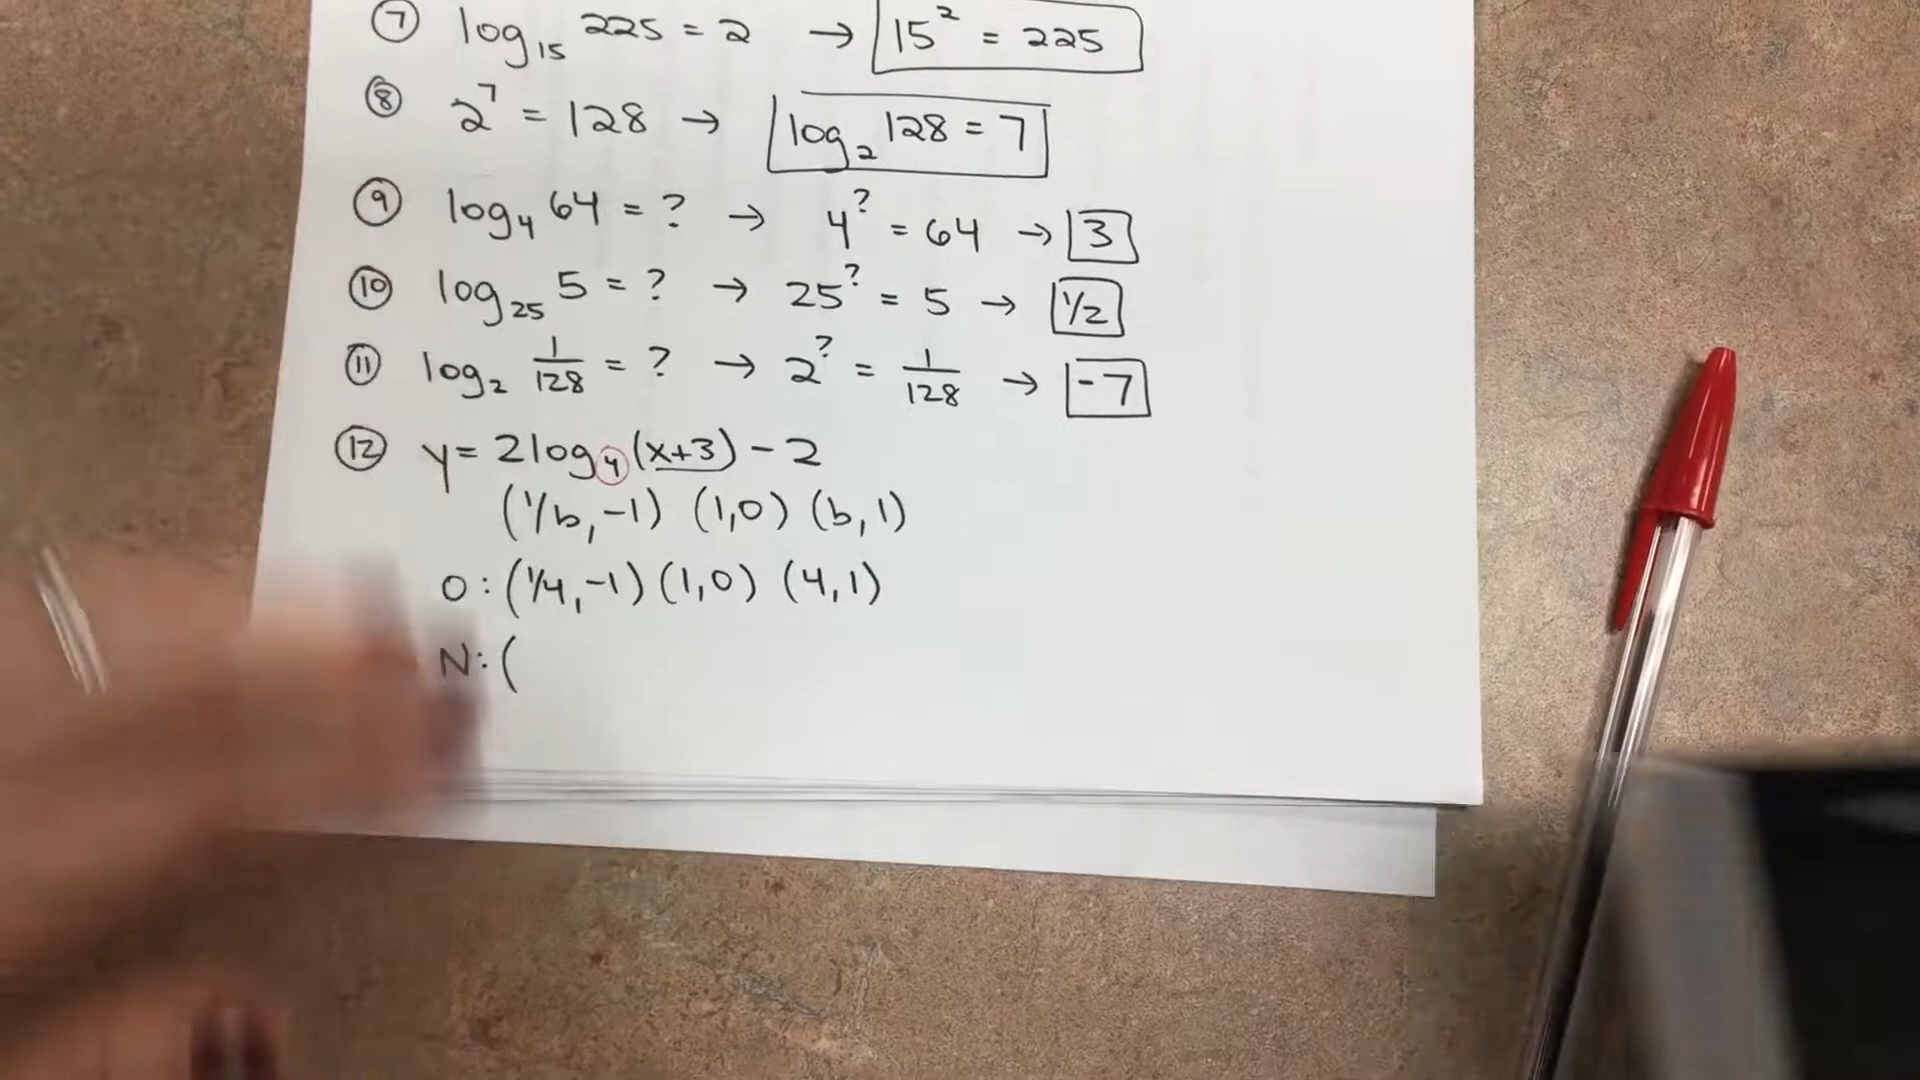 ⑦ log₁₅ 225 = 2 → 15² = 225
⑧ 2⁷ = 128 → log₂ 128 = 7
⑨ log₄ 64 = ? → 4^? = 64 → 3
⑩ log₂₅ 5 = ? → 25^? = 5 → 1/2
⑪ log₂ 1/128 = ? → 2^? = 1/128 → -7
⑫ y = 2log₄(x+3) - 2
(1/b, -1) (1,0) (b, 1)
O: (1/4, -1) (1,0) (4,1)
N: (